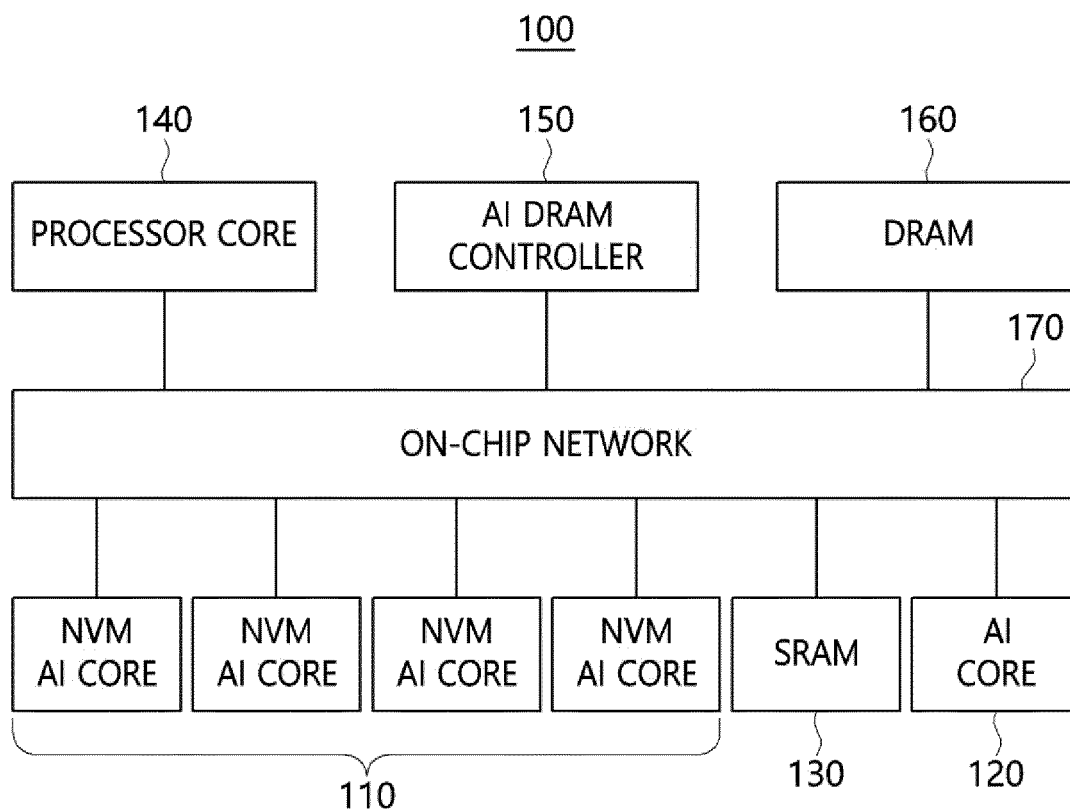 100
140 150 160
PROCESSOR CORE
AI DRAM
CONTROLLER
DRAM
170
ON-CHIP NETWORK
NVM
AI CORE
NVM
AI CORE
NVM
AI CORE
NVM
AI CORE
SRAM
AI
CORE
110
130
120